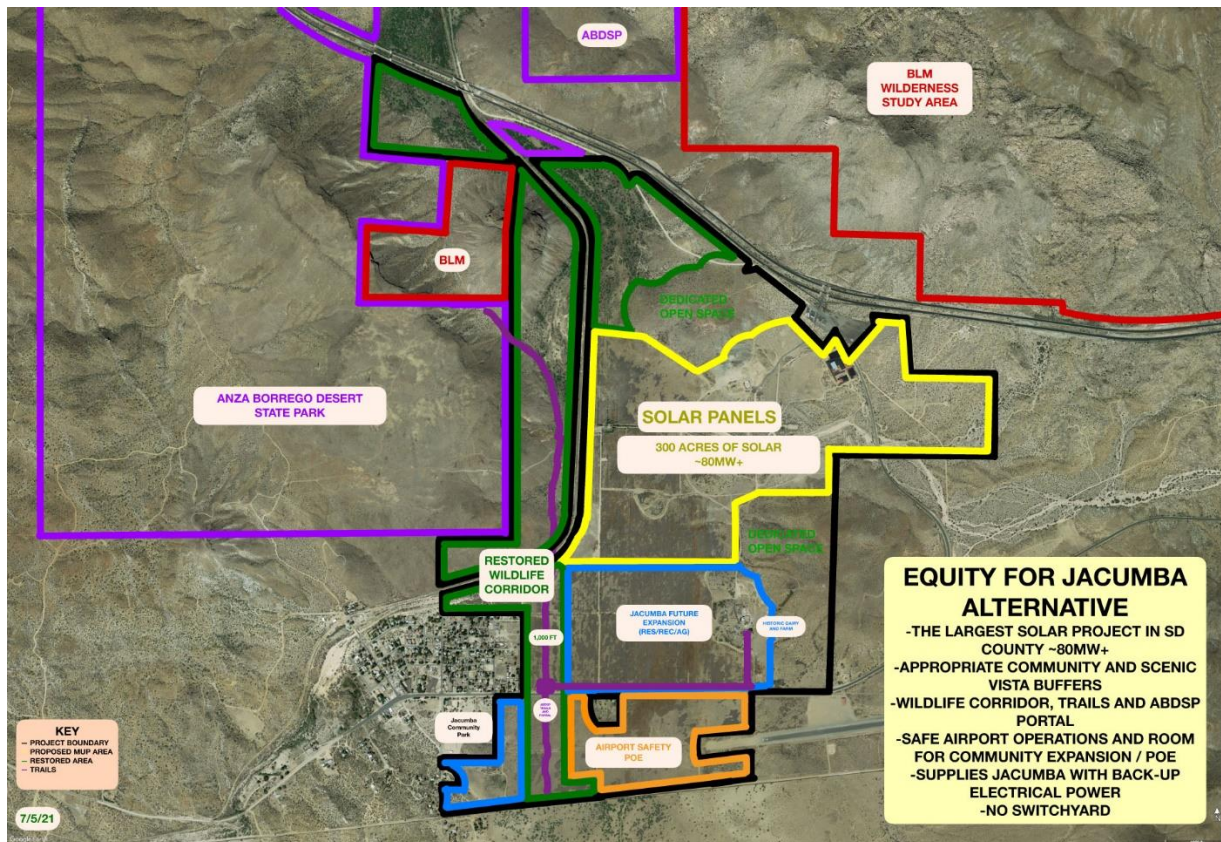 ABDSP
BLM
WILDERNESS
STUDY AREA
BLM
DEDICATED
OPEN SPACE
ANZA BORREGO DESERT
STATE PARK
SOLAR PANELS
300 ACRES OF SOLAR
~80MW+
DEDICATED
OPEN SPACE
RESTORED
WILDLIFE
CORRIDOR
JACUMBA FUTURE
EXPANSION
(RES/REC/AG)
HISTORIC DAIRY
AND FARM
1,000 FT
Jacumba
Community
Park
AIRPORT SAFETY
POE
EQUITY FOR JACUMBA
ALTERNATIVE
-THE LARGEST SOLAR PROJECT IN SD
COUNTY ~80MW+
-APPROPRIATE COMMUNITY AND SCENIC
VISTA BUFFERS
-WILDLIFE CORRIDOR, TRAILS AND ABDSP
PORTAL
-SAFE AIRPORT OPERATIONS AND ROOM
FOR COMMUNITY EXPANSION / POE
-SUPPLIES JACUMBA WITH BACK-UP
ELECTRICAL POWER
-NO SWITCHYARD
KEY
– PROJECT BOUNDARY
PROPOSED MUP AREA
– RESTORED AREA
– TRAILS
7/5/21